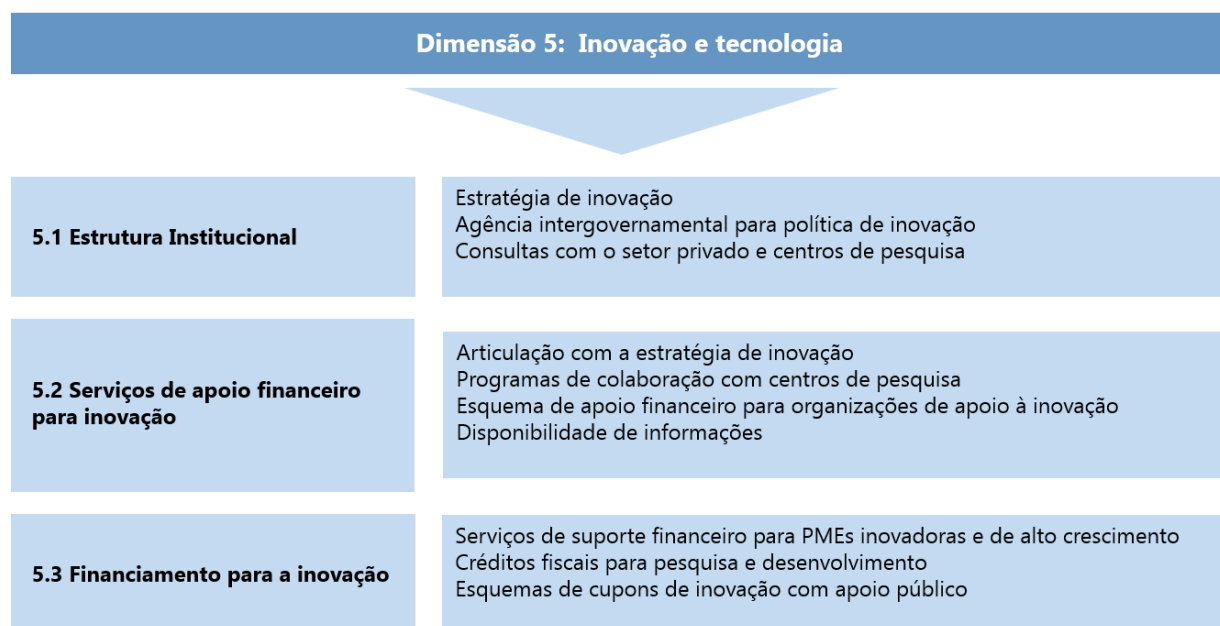 Dimensão 5: Inovação e tecnologia
5.1 Estrutura Institucional
Estratégia de inovação
Agência intergovernamental para política de inovação
Consultas com o setor privado e centros de pesquisa
5.2 Serviços de apoio financeiro
para inovação
Articulação com a estratégia de inovação
Programas de colaboração com centros de pesquisa
Esquema de apoio financeiro para organizações de apoio à inovação
Disponibilidade de informações
5.3 Financiamento para a inovação
Serviços de suporte financeiro para PMEs inovadoras e de alto crescimento
Créditos fiscais para pesquisa e desenvolvimento
Esquemas de cupons de inovação com apoio público